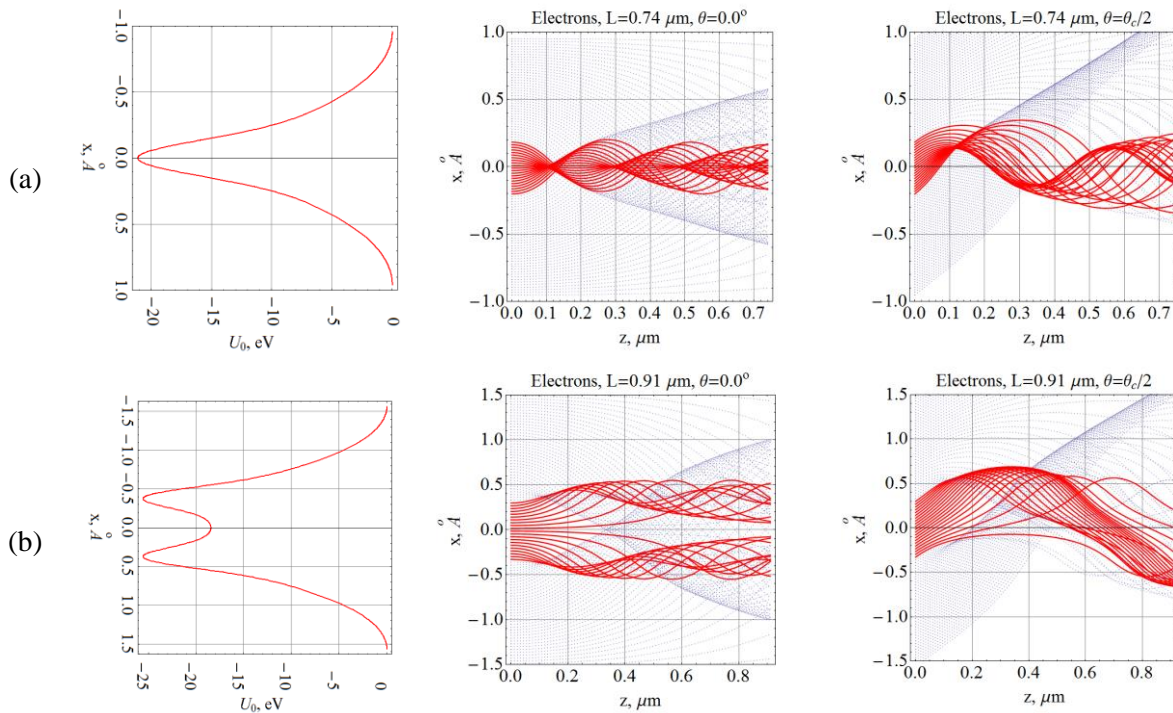 (a)
−1.0
−0.5
0.0
0.5
1.0
x, Å
−20
−15
−10
−5
0
U₀, eV
Electrons, L=0.74 μm, θ=0.0°
1.0
0.5
0.0
−0.5
−1.0
x, Å
0.0 0.1 0.2 0.3 0.4 0.5 0.6 0.7
z, μm
Electrons, L=0.74 μm, θ=θc/2
1.0
0.5
0.0
−0.5
−1.0
x, Å
0.0 0.1 0.2 0.3 0.4 0.5 0.6 0.7
z, μm
(b)
−1.5
−1.0
−0.5
0.0
0.5
1.0
1.5
x, Å
−25
−20
−15
−10
−5
0
U₀, eV
Electrons, L=0.91 μm, θ=0.0°
1.5
1.0
0.5
0.0
−0.5
−1.0
−1.5
x, Å
0.0 0.2 0.4 0.6 0.8
z, μm
Electrons, L=0.91 μm, θ=θc/2
1.5
1.0
0.5
0.0
−0.5
−1.0
−1.5
x, Å
0.0 0.2 0.4 0.6 0.8
z, μm